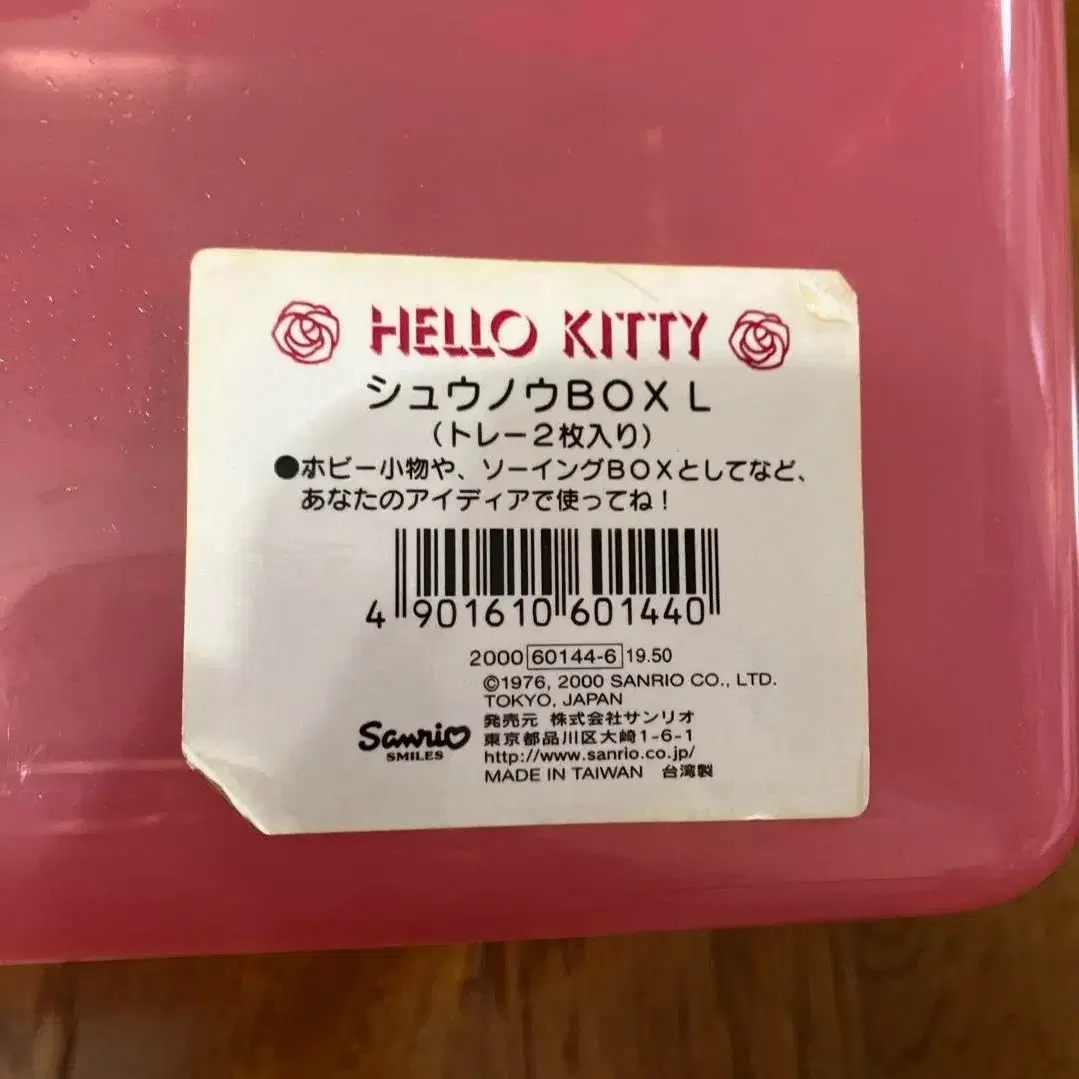 HELLO KITTY
シュウノウBOX L
（トレー2枚入り）
●ホビー小物や、ソーイングBOXとしてなど、
あなたのアイディアで使ってね！
4 901610 601440
2000 60144-6 19.50
©1976, 2000 SANRIO CO., LTD.
TOKYO, JAPAN
発売元 株式会社サンリオ
東京都品川区大崎1-6-1
http://www.sanrio.co.jp/
MADE IN TAIWAN 台湾製
Sanrio
SMILES